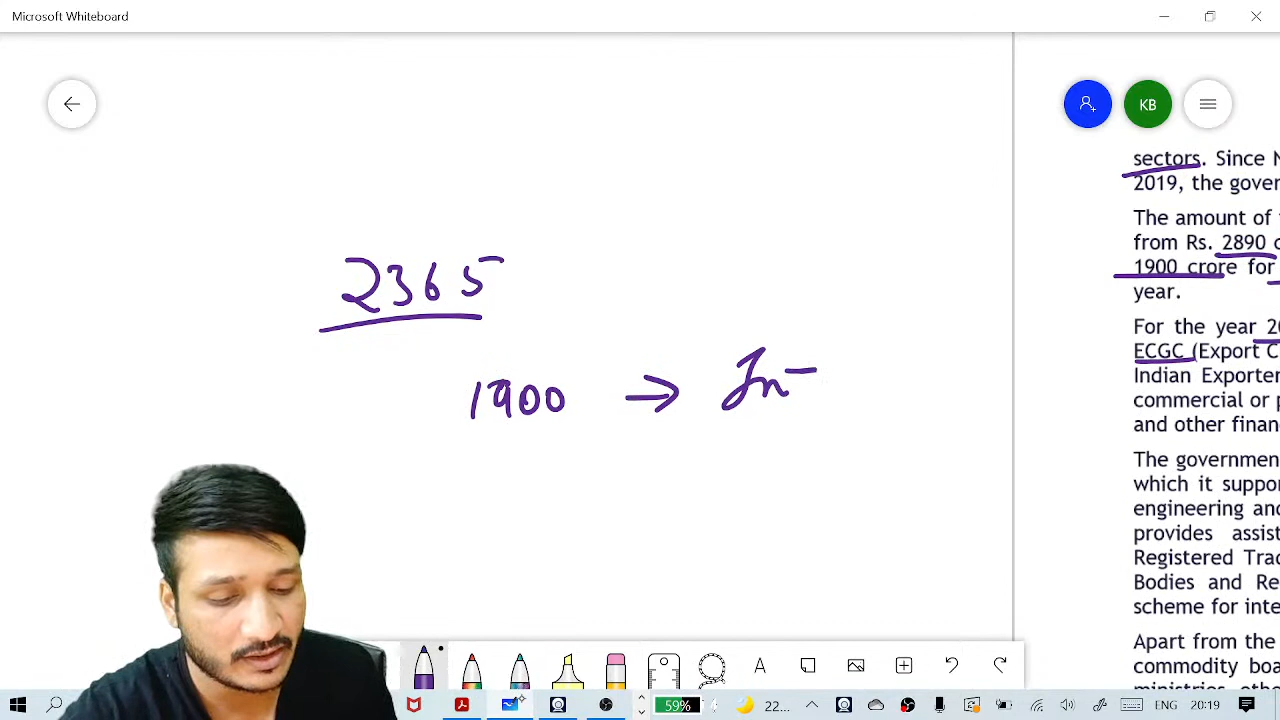 Microsoft Whiteboard
KB
2365
1900 → Int
sectors. Since
2019, the gover
The amount of
from Rs. 2890
1900 crore for
year.
For the year 20
ECGC (Export C
Indian Exporter
commercial or p
and other finan
The governmen
which it suppor
engineering and
provides assist
Registered Trad
Bodies and Re
scheme for inte
Apart from the
commodity boa
A
59%
22...
ENG
20:19